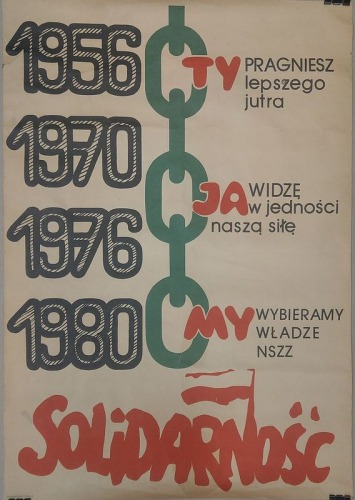 1956
TY PRAGNIESZ
lepszego
jutra
1970
JA WIDZĘ
w jedności
naszą siłę
1976
1980
MY WYBIERAMY
WŁADZE
NSZZ
SOLIDARNOŚĆ